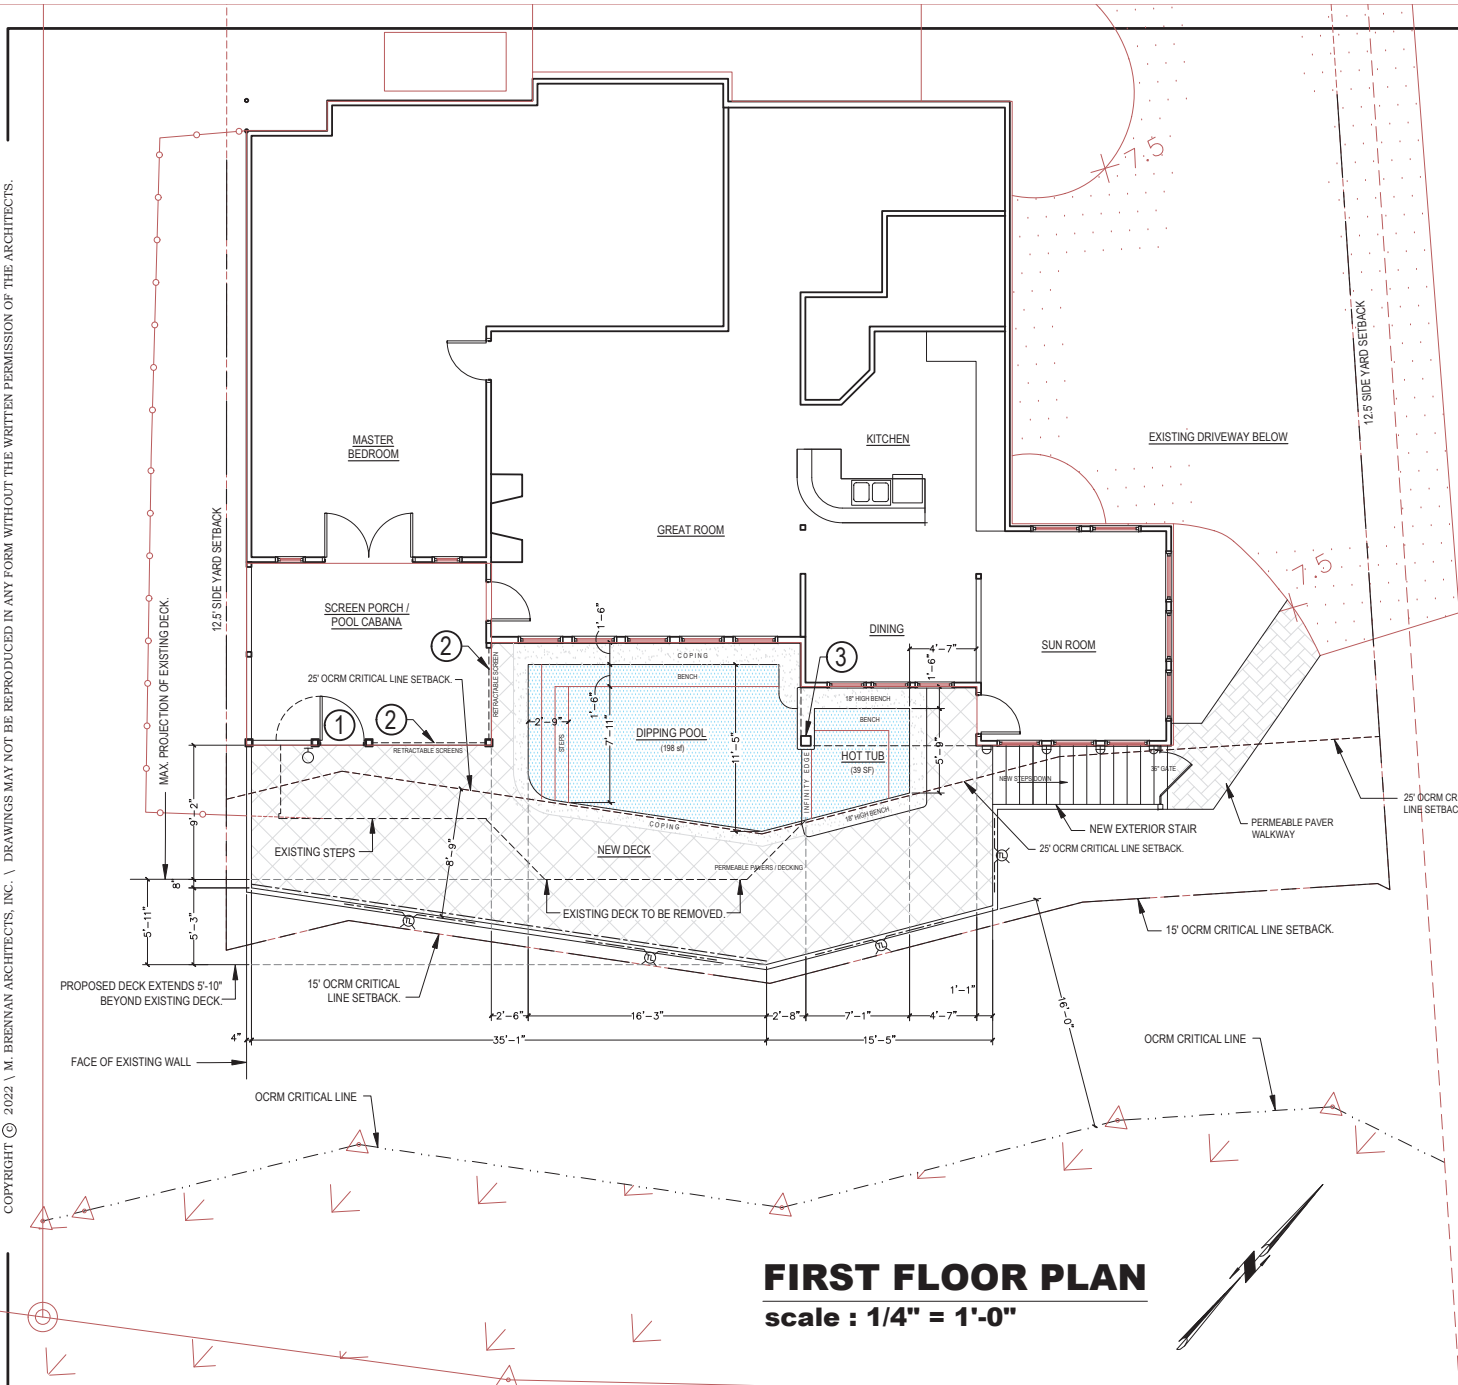 COPYRIGHT © 2022 \ M. BRENNAN ARCHITECTS, INC. \ DRAWINGS MAY NOT BE REPRODUCED IN ANY FORM WITHOUT THE WRITTEN PERMISSION OF THE ARCHITECTS.
7.5
12.5' SIDE YARD SETBACK
MASTER
BEDROOM
KITCHEN
EXISTING DRIVEWAY BELOW
GREAT ROOM
12.5' SIDE YARD SETBACK
7.5
MAX. PROJECTION OF EXISTING DECK.
SCREEN PORCH /
POOL CABANA
1'-6"
DINING
SUN ROOM
2
3
4'-7"
COPING
RETRACTABLE SCREEN
25' OCRM CRITICAL LINE SETBACK.
BENCH
1'-6"
1'-6"
18" HIGH BENCH
1
2
2'-9"
STEPS
7'-11"
DIPPING POOL
(198 sf)
11'-5"
BENCH
RETRACTABLE SCREENS
INFINITY EDGE
HOT TUB
(39 SF)
5'-9"
NEW STEPS DOWN
36" GATE
9'-2"
25' OCRM CR
LINE SETBAC
COPING
18" HIGH BENCH
NEW EXTERIOR STAIR
PERMEABLE PAVER
WALKWAY
EXISTING STEPS
8'-9"
NEW DECK
25' OCRM CRITICAL LINE SETBACK.
PERMEABLE PAVERS / DECKING
8"
5'-11"
5'-3"
EXISTING DECK TO BE REMOVED.
15' OCRM CRITICAL LINE SETBACK.
PROPOSED DECK EXTENDS 5'-10"
BEYOND EXISTING DECK.
15' OCRM CRITICAL
LINE SETBACK.
1'-1"
16'-0"
2'-6"
16'-3"
2'-8"
7'-1"
4'-7"
4"
35'-1"
15'-5"
FACE OF EXISTING WALL
OCRM CRITICAL LINE
OCRM CRITICAL LINE
FIRST FLOOR PLAN
scale : 1/4" = 1'-0"